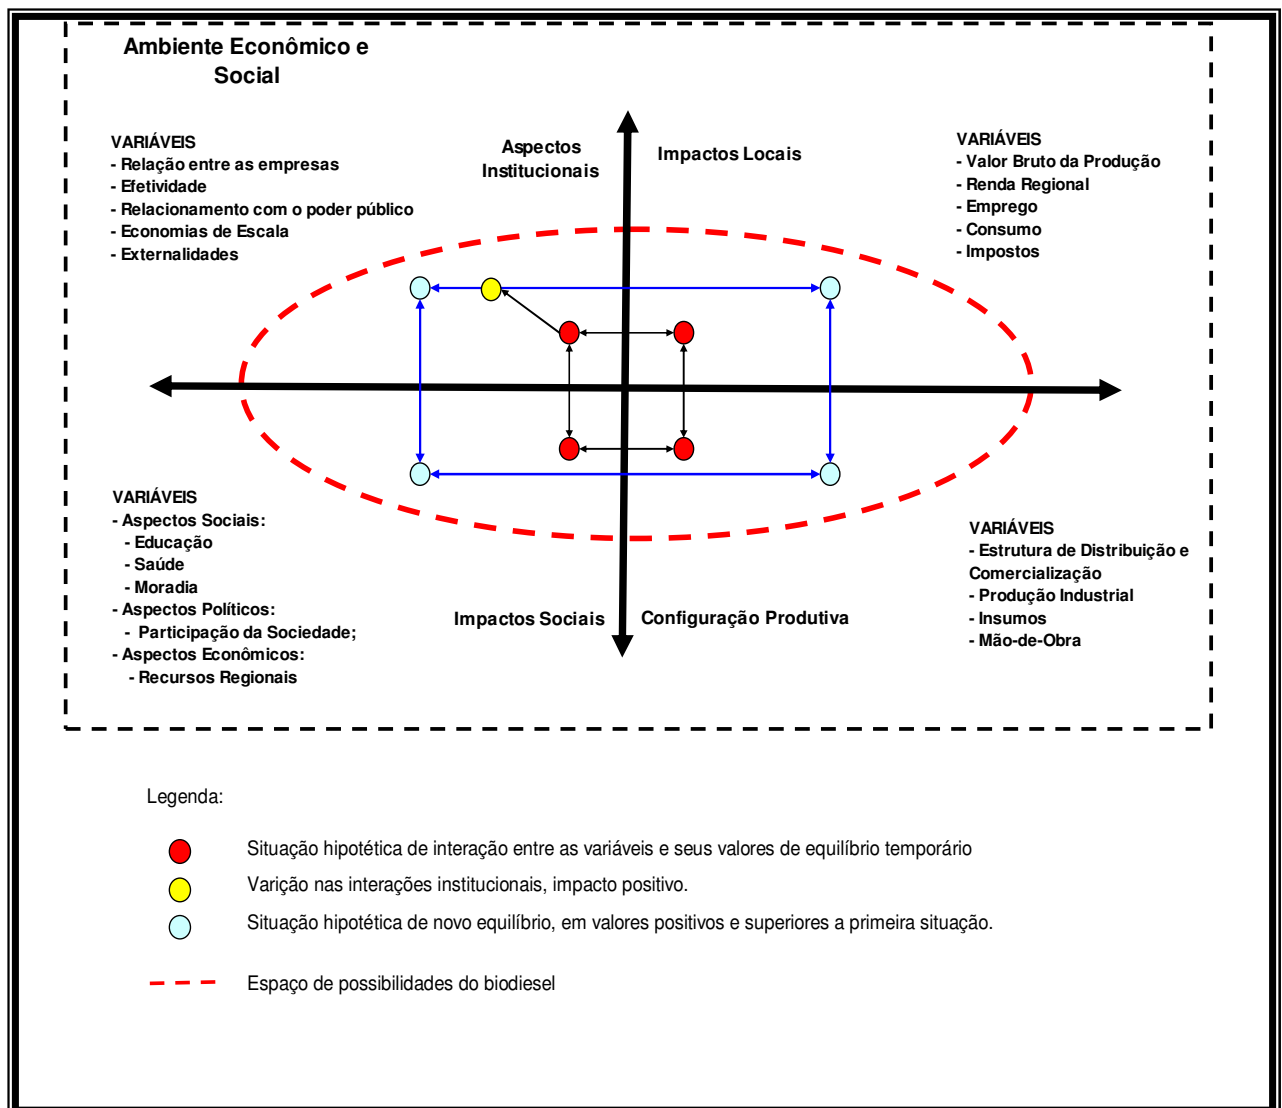 Ambiente Econômico e
Social
VARIÁVEIS
- Relação entre as empresas
- Efetividade
- Relacionamento com o poder público
- Economias de Escala
- Externalidades
Aspectos
Institucionais
Impactos Locais
VARIÁVEIS
- Valor Bruto da Produção
- Renda Regional
- Emprego
- Consumo
- Impostos
VARIÁVEIS
- Aspectos Sociais:
- Educação
- Saúde
- Moradia
- Aspectos Políticos:
- Participação da Sociedade;
- Aspectos Econômicos:
- Recursos Regionais
Impactos Sociais
Configuração Produtiva
VARIÁVEIS
- Estrutura de Distribuição e
Comercialização
- Produção Industrial
- Insumos
- Mão-de-Obra
Legenda:
Situação hipotética de interação entre as variáveis e seus valores de equilíbrio temporário
Varição nas interações institucionais, impacto positivo.
Situação hipotética de novo equilíbrio, em valores positivos e superiores a primeira situação.
Espaço de possibilidades do biodiesel